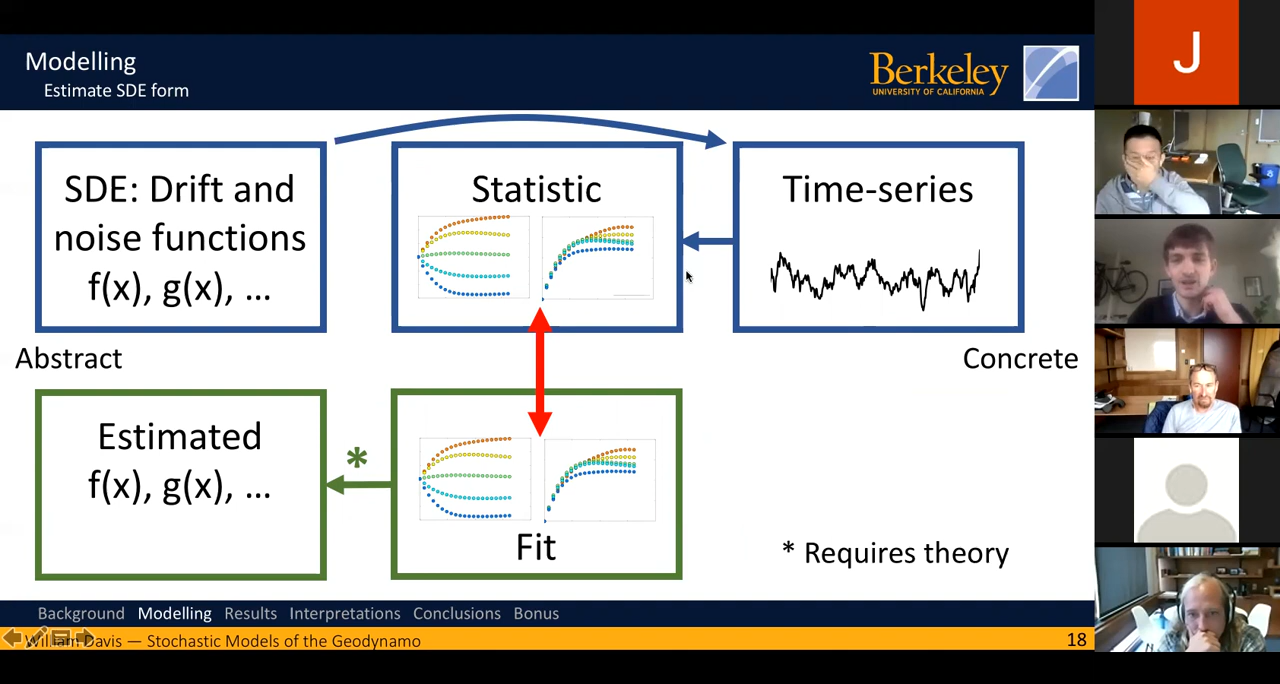 Modelling
Estimate SDE form
Berkeley
UNIVERSITY OF CALIFORNIA
J
SDE: Drift and
noise functions
f(x), g(x), ...
Statistic
Time-series
Abstract
Concrete
Estimated
f(x), g(x), ...
*
Fit
* Requires theory
Background Modelling Results Interpretations Conclusions Bonus
William Davis — Stochastic Models of the Geodynamo
18